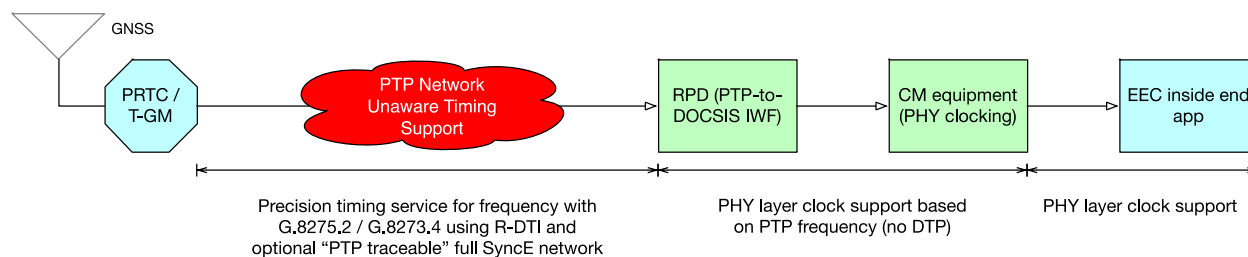 GNSS
PRTC /
T-GM
PTP Network
Unaware Timing
Support
RPD (PTP-to-
DOCSIS IWF)
CM equipment
(PHY clocking)
EEC inside end
app
Precision timing service for frequency with
G.8275.2 / G.8273.4 using R-DTI and
optional “PTP traceable” full SyncE network
PHY layer clock support based
on PTP frequency (no DTP)
PHY layer clock support